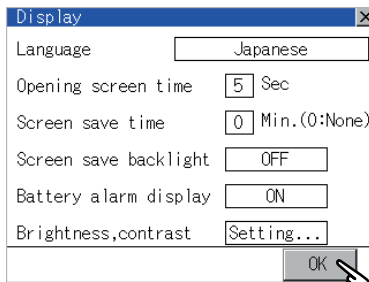 Display
Language Japanese
Opening screen time 5 Sec
Screen save time 0 Min.(0:None)
Screen save backlight OFF
Battery alarm display ON
Brightness,contrast Setting...
OK